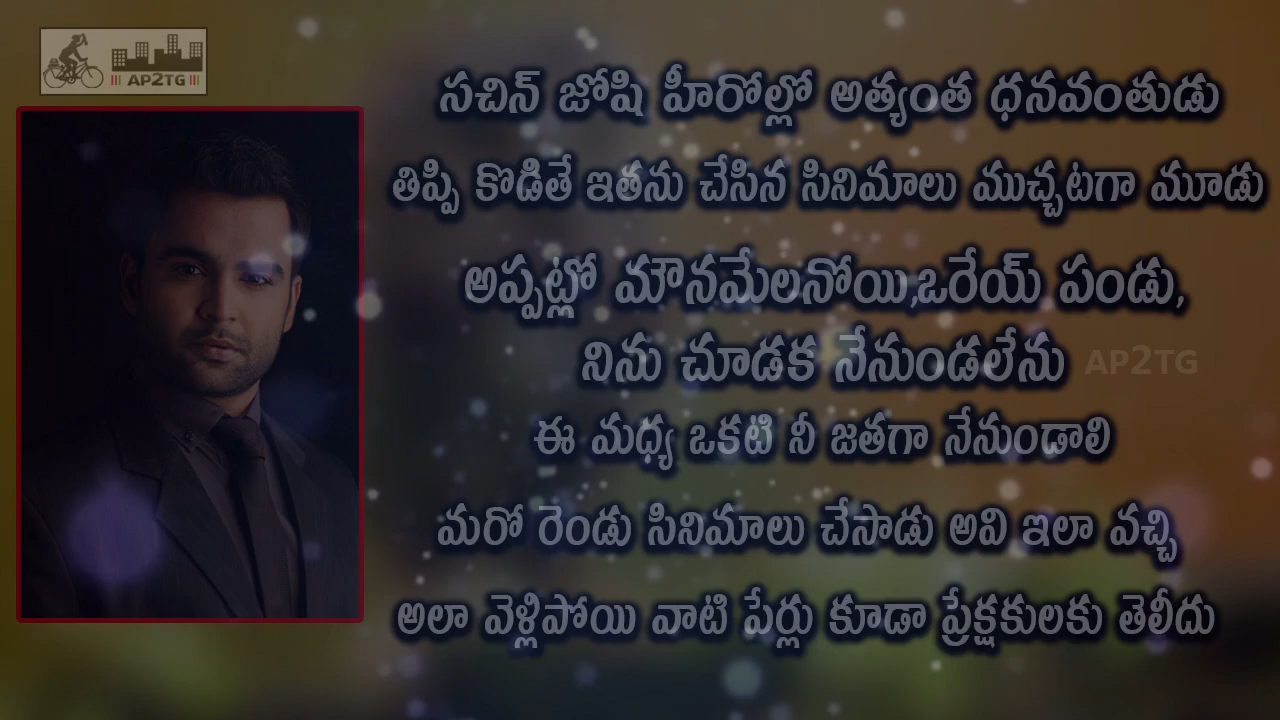 AP2TG
సచిన్ జోషి హీరోల్లో అత్యంత ధనవంతుడు
తిప్పి కొడితే ఇతను చేసిన సినిమాలు ముచ్చటగా మూడు
అప్పట్లో మౌనమేలనోయి,ఒరేయ్ పండు,
నిను చూడక నేనుండలేను
AP2TG
ఈ మధ్య ఒకటి నీ జతగా నేనుండాలి
మరో రెండు సినిమాలు చేసాడు అవి ఇలా వచ్చి
అలా వెళ్లిపోయి వాటి పేర్లు కూడా ప్రేక్షకులకు తెలీదు